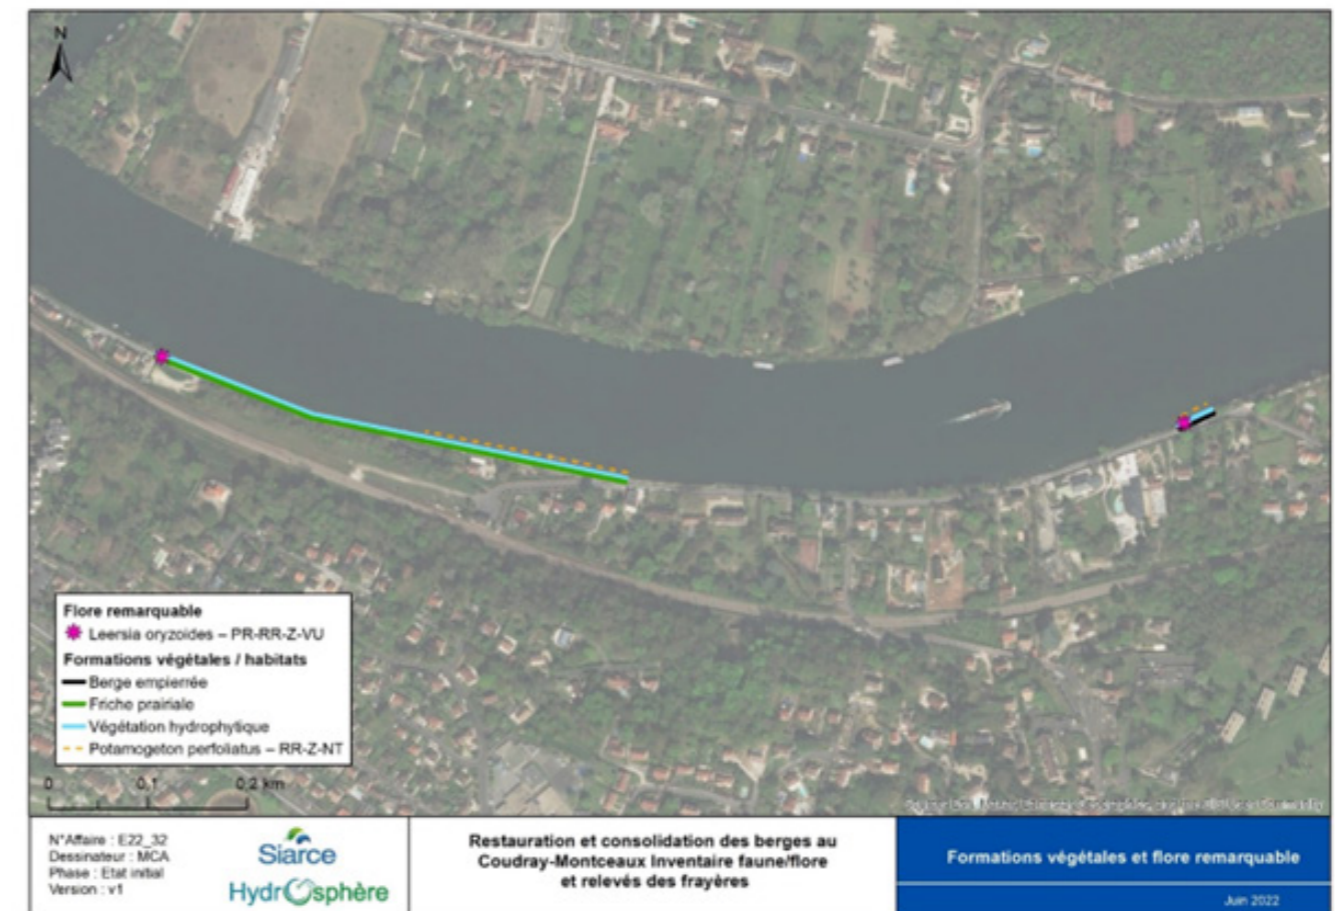 N
Flore remarquable
Leersia oryzoides – PR-RR-Z-VU
Formations végétales / habitats
Berge empierrée
Friche prairiale
Végétation hydrophytique
Potamogeton perfoliatus – RR-Z-NT
0 0,1 0,2 km
N°Affaire : E22_32
Dessinateur : MCA
Phase : Etat initial
Version : v1
Siarce
HydrOsphère
Restauration et consolidation des berges au
Coudray-Montceaux Inventaire faune/flore
et relevés des frayères
Formations végétales et flore remarquable
Juin 2022